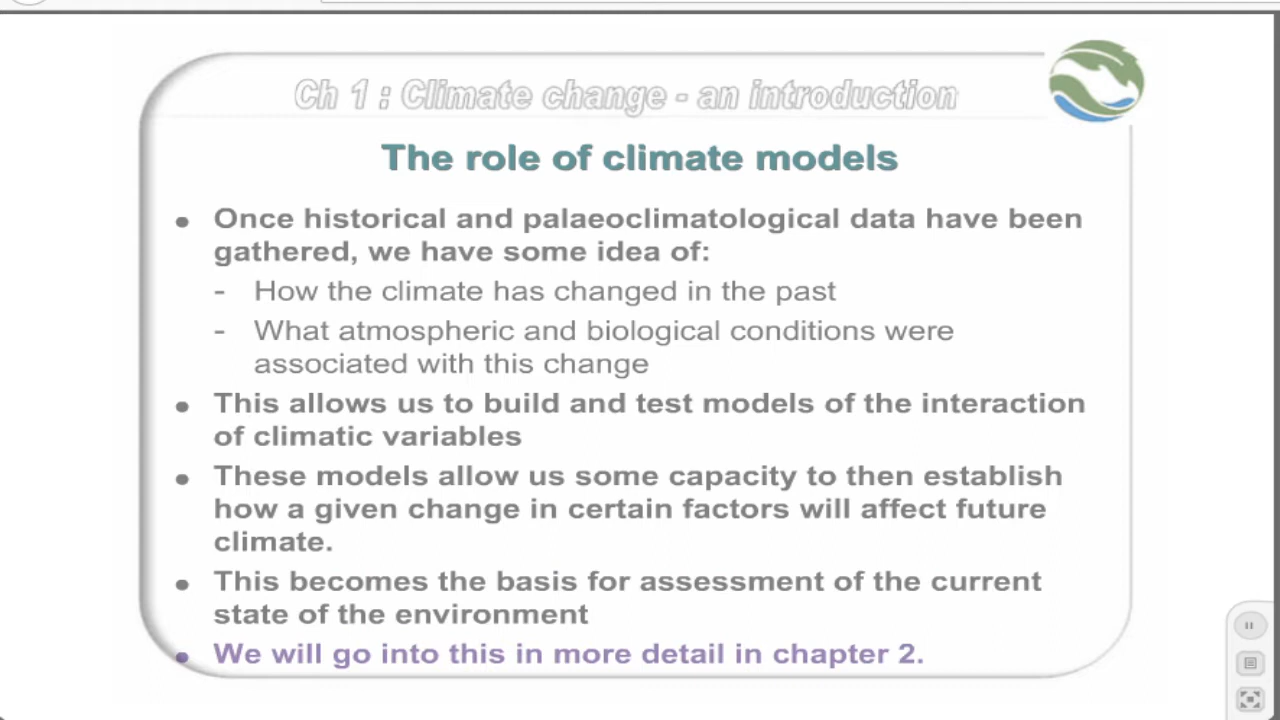 Ch 1 : Climate change - an introduction
The role of climate models
• Once historical and palaeoclimatological data have been
gathered, we have some idea of:
- How the climate has changed in the past
- What atmospheric and biological conditions were
associated with this change
• This allows us to build and test models of the interaction
of climatic variables
• These models allow us some capacity to then establish
how a given change in certain factors will affect future
climate.
• This becomes the basis for assessment of the current
state of the environment
• We will go into this in more detail in chapter 2.